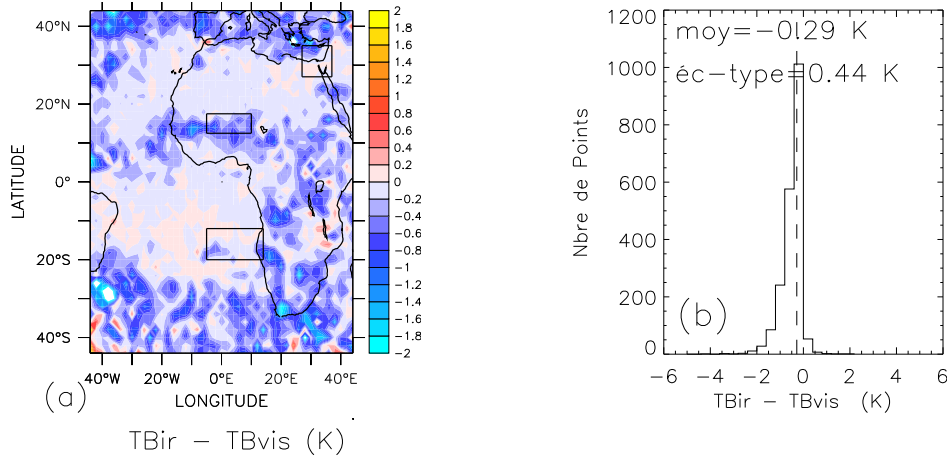 40°N
20°N
0°
20°S
40°S
LATITUDE
40°W
20°W
0°E
20°E
40°E
LONGITUDE
(a)
TBir − TBvis (K)
2
1.8
1.6
1.4
1.2
1
0.8
0.6
0.4
0.2
0
−0.2
−0.4
−0.6
−0.8
−1
−1.2
−1.4
−1.6
−1.8
−2
1200
1000
800
600
400
200
0
Nbre de Points
moy=−0.29 K
éc−type=0.44 K
(b)
−6
−4
−2
0
2
4
6
TBir − TBvis (K)